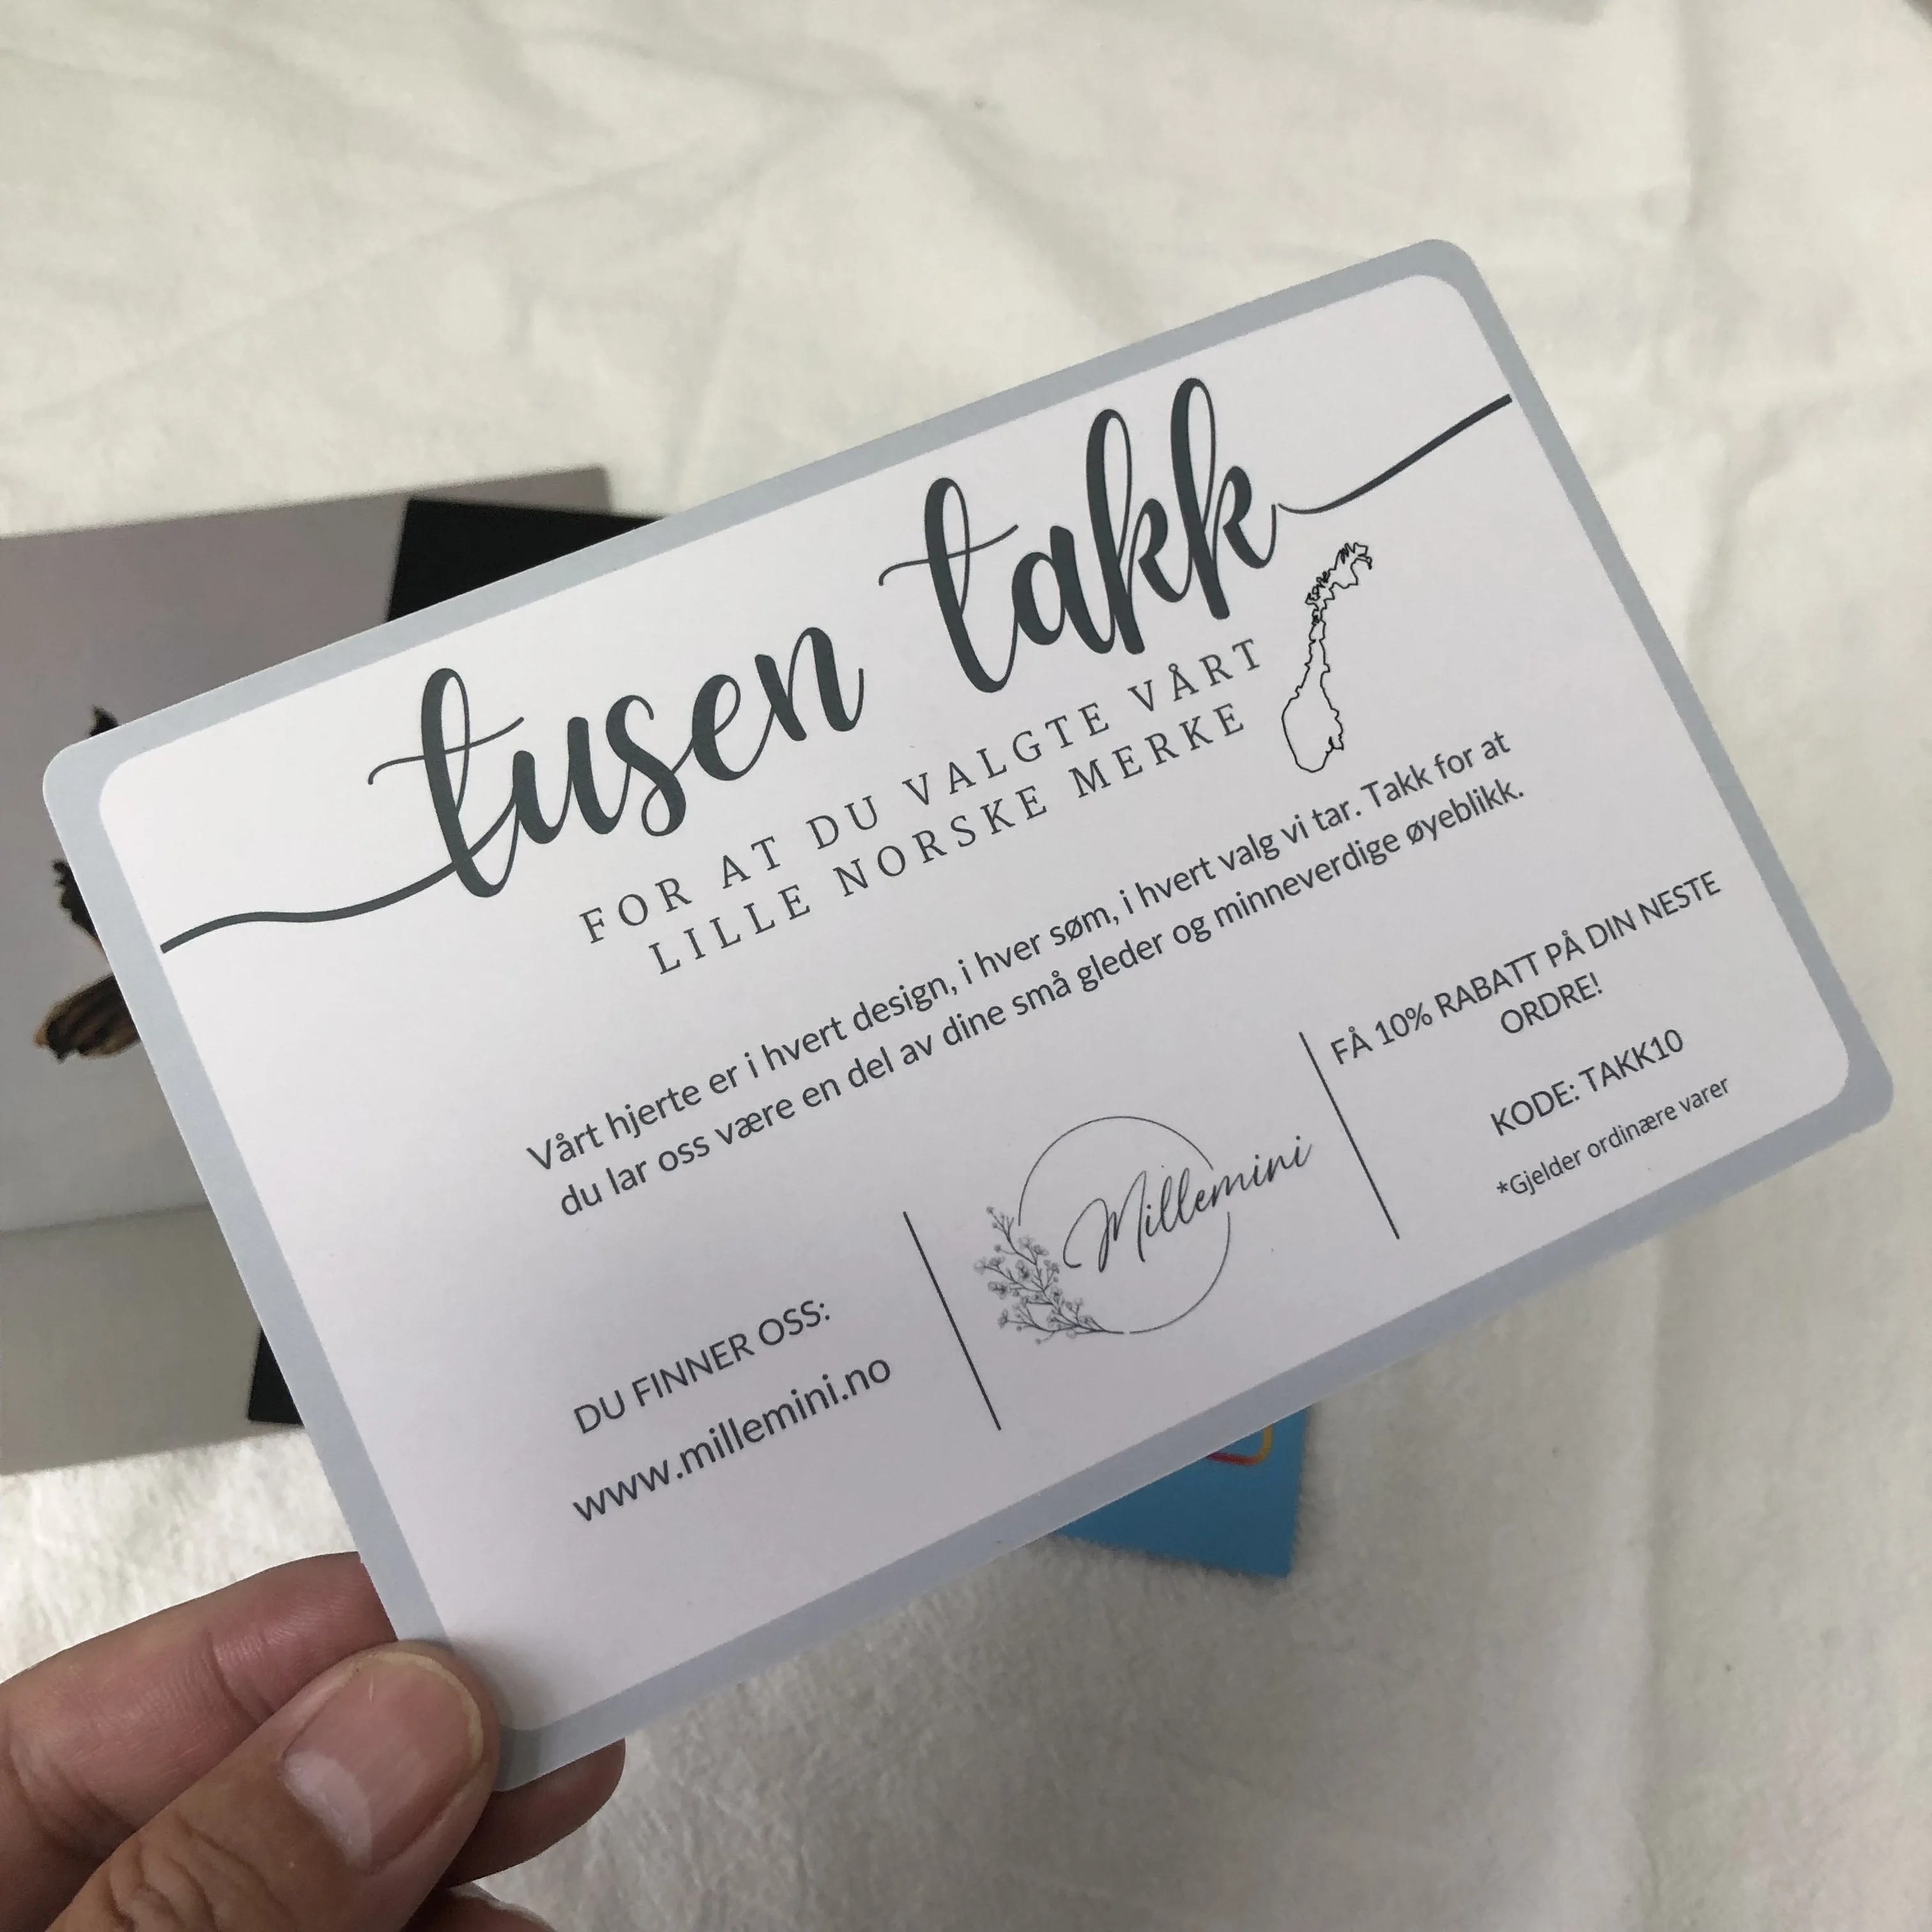 tusen takk
FOR AT DU VALGTE VÅRT
LILLE NORSKE MERKE
Vårt hjerte er i hvert design, i hver søm, i hvert valg vi tar. Takk for at
du lar oss være en del av dine små gleder og minneverdige øyeblikk.
DU FINNER OSS:
www.millemini.no
Millemini
FÅ 10% RABATT PÅ DIN NESTE
ORDRE!
KODE: TAKK10
*Gjelder ordinære varer